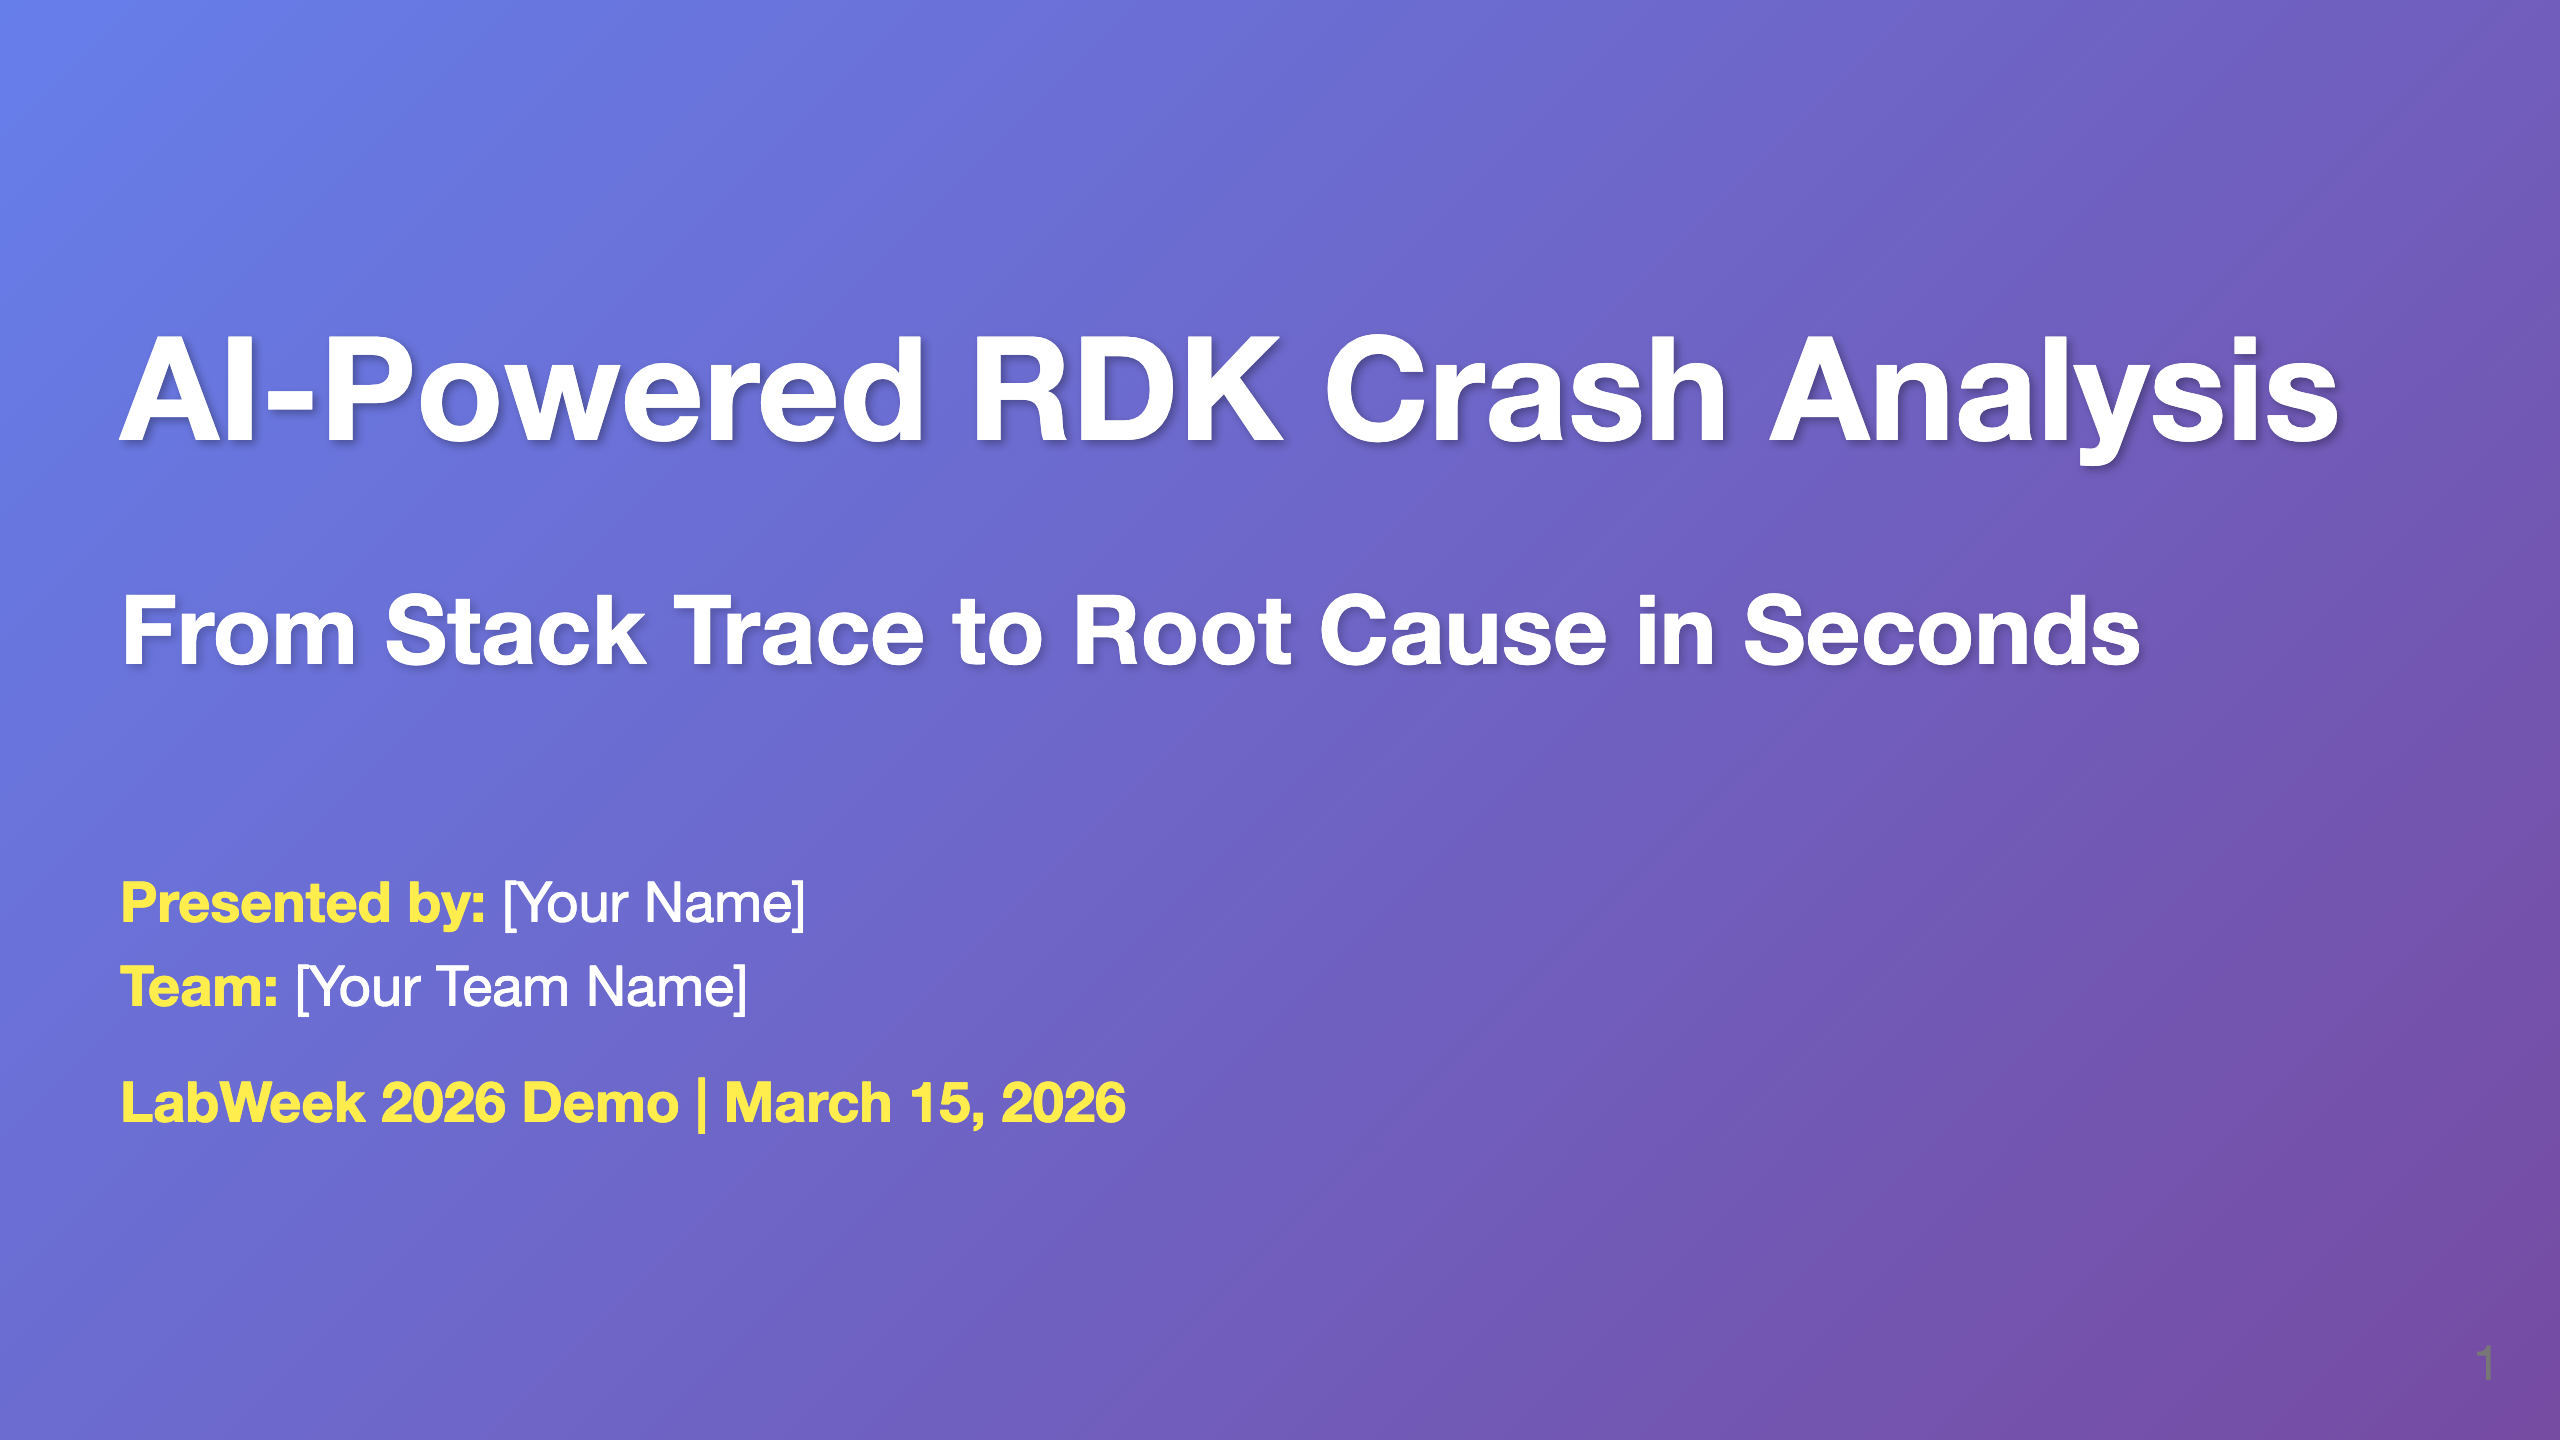 AI-Powered RDK Crash Analysis
From Stack Trace to Root Cause in Seconds
Presented by: [Your Name]
Team: [Your Team Name]
LabWeek 2026 Demo | March 15, 2026
1